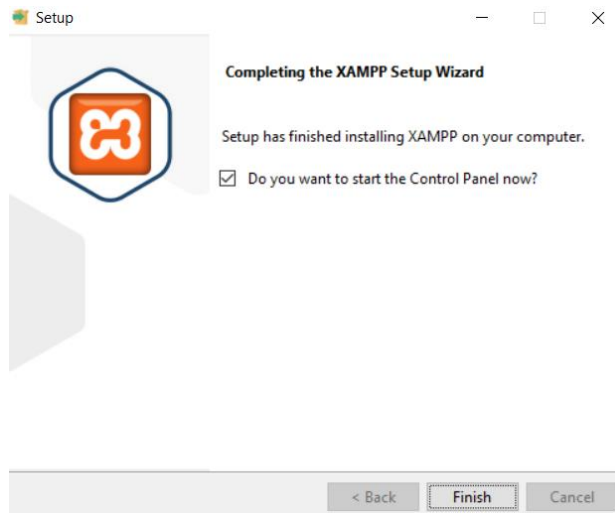 Setup
Completing the XAMPP Setup Wizard
Setup has finished installing XAMPP on your computer.
Do you want to start the Control Panel now?
< Back
Finish
Cancel